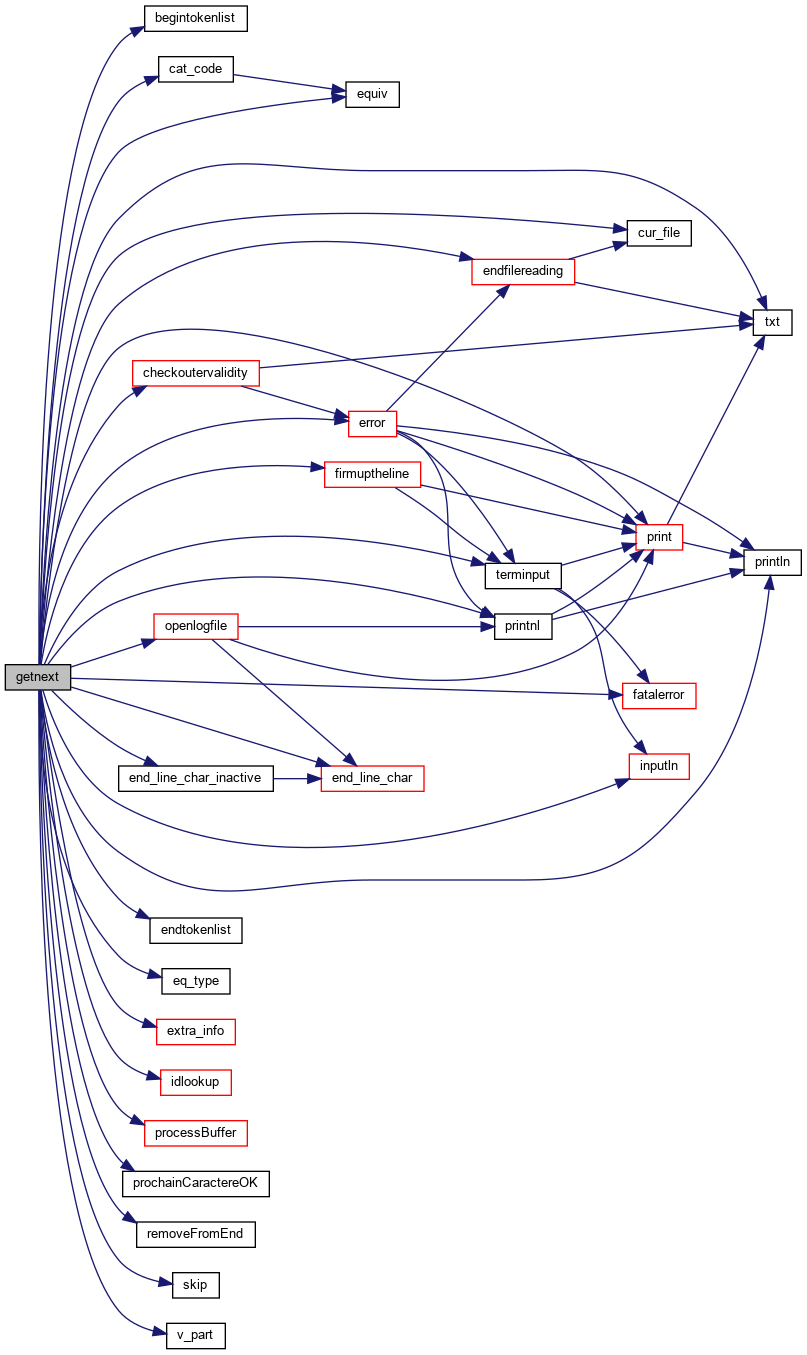 begintokenlist
cat_code
equiv
cur_file
endfilereading
txt
checkoutervalidity
error
firmuptheline
print
println
terminput
openlogfile
printnl
getnext
fatalerror
end_line_char_inactive
end_line_char
inputln
endtokenlist
eq_type
extra_info
idlookup
processBuffer
prochainCaractereOK
removeFromEnd
skip
v_part